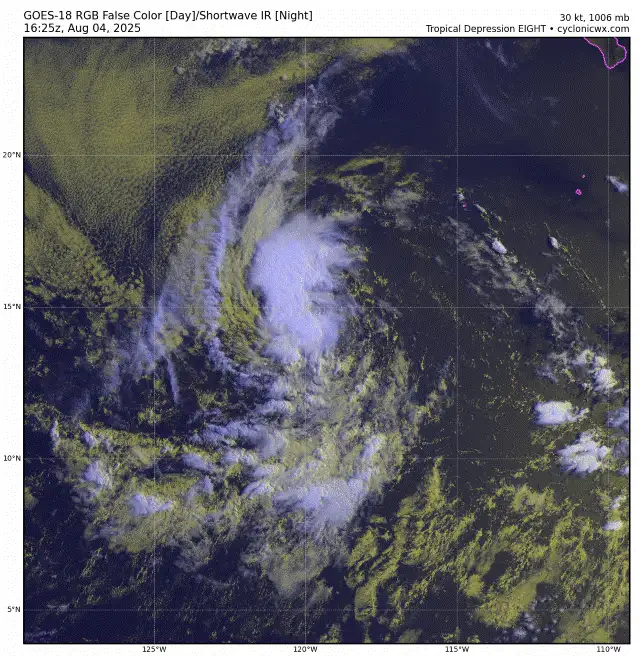 GOES-18 RGB False Color [Day]/Shortwave IR [Night]
16:25z, Aug 04, 2025
30 kt, 1006 mb
Tropical Depression EIGHT • cyclonicwx.com
20°N
15°N
10°N
5°N
125°W
120°W
115°W
110°W